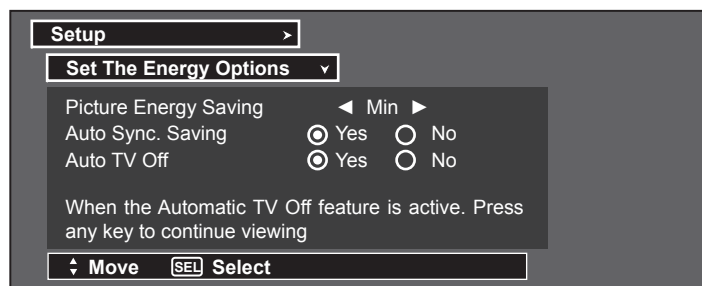 Setup
Set The Energy Options
Picture Energy Saving ◄ Min ►
Auto Sync. Saving Yes No
Auto TV Off Yes No
When the Automatic TV Off feature is active. Press
any key to continue viewing
Move SEL Select